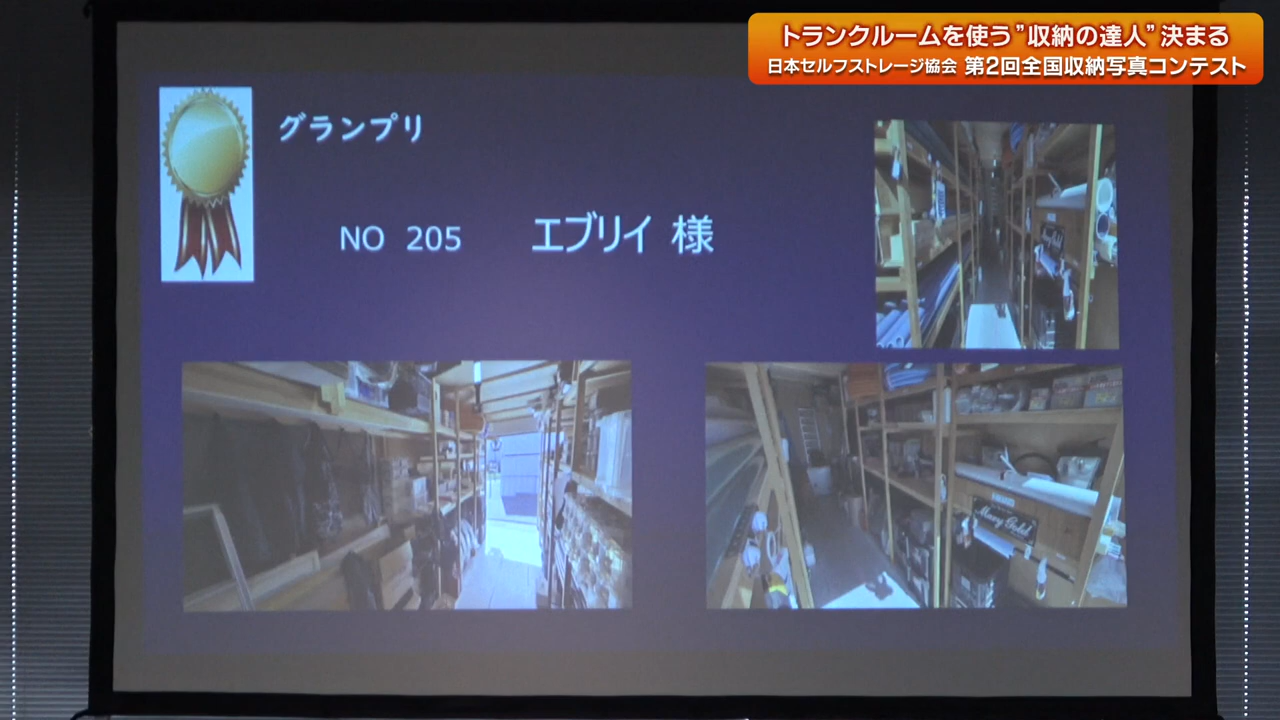 トランクルームを使う”収納の達人”決まる
日本セルフストレージ協会 第2回全国収納写真コンテスト
グランプリ
NO 205 エブリイ 様